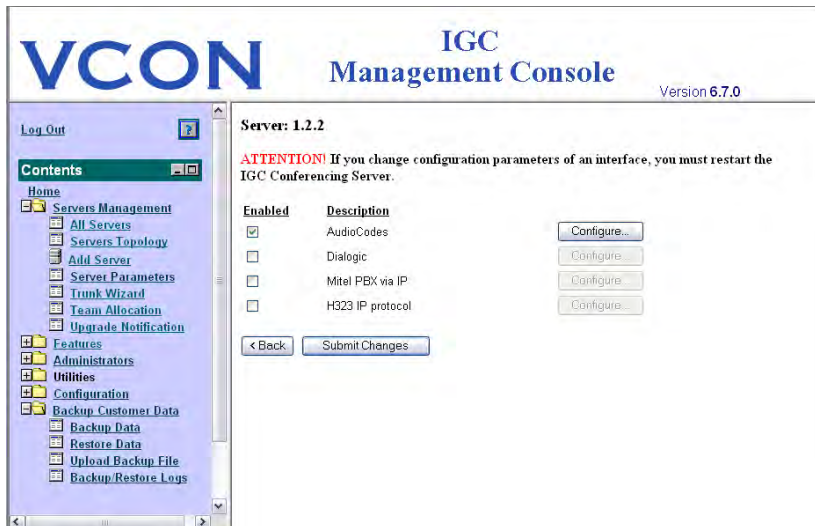 VCON
IGC
Management Console
Version 6.7.0
Log Out
?
Contents
Home
Servers Management
All Servers
Servers Topology
Add Server
Server Parameters
Trunk Wizard
Team Allocation
Upgrade Notification
Features
Administrators
Utilities
Configuration
Backup Customer Data
Backup Data
Restore Data
Upload Backup File
Backup/Restore Logs
Server: 1.2.2
ATTENTION! If you change configuration parameters of an interface, you must restart the
IGC Conferencing Server.
Enabled Description
AudioCodes Configure...
Dialogic Configure...
Mitel PBX via IP Configure...
H323 IP protocol Configure...
< Back Submit Changes